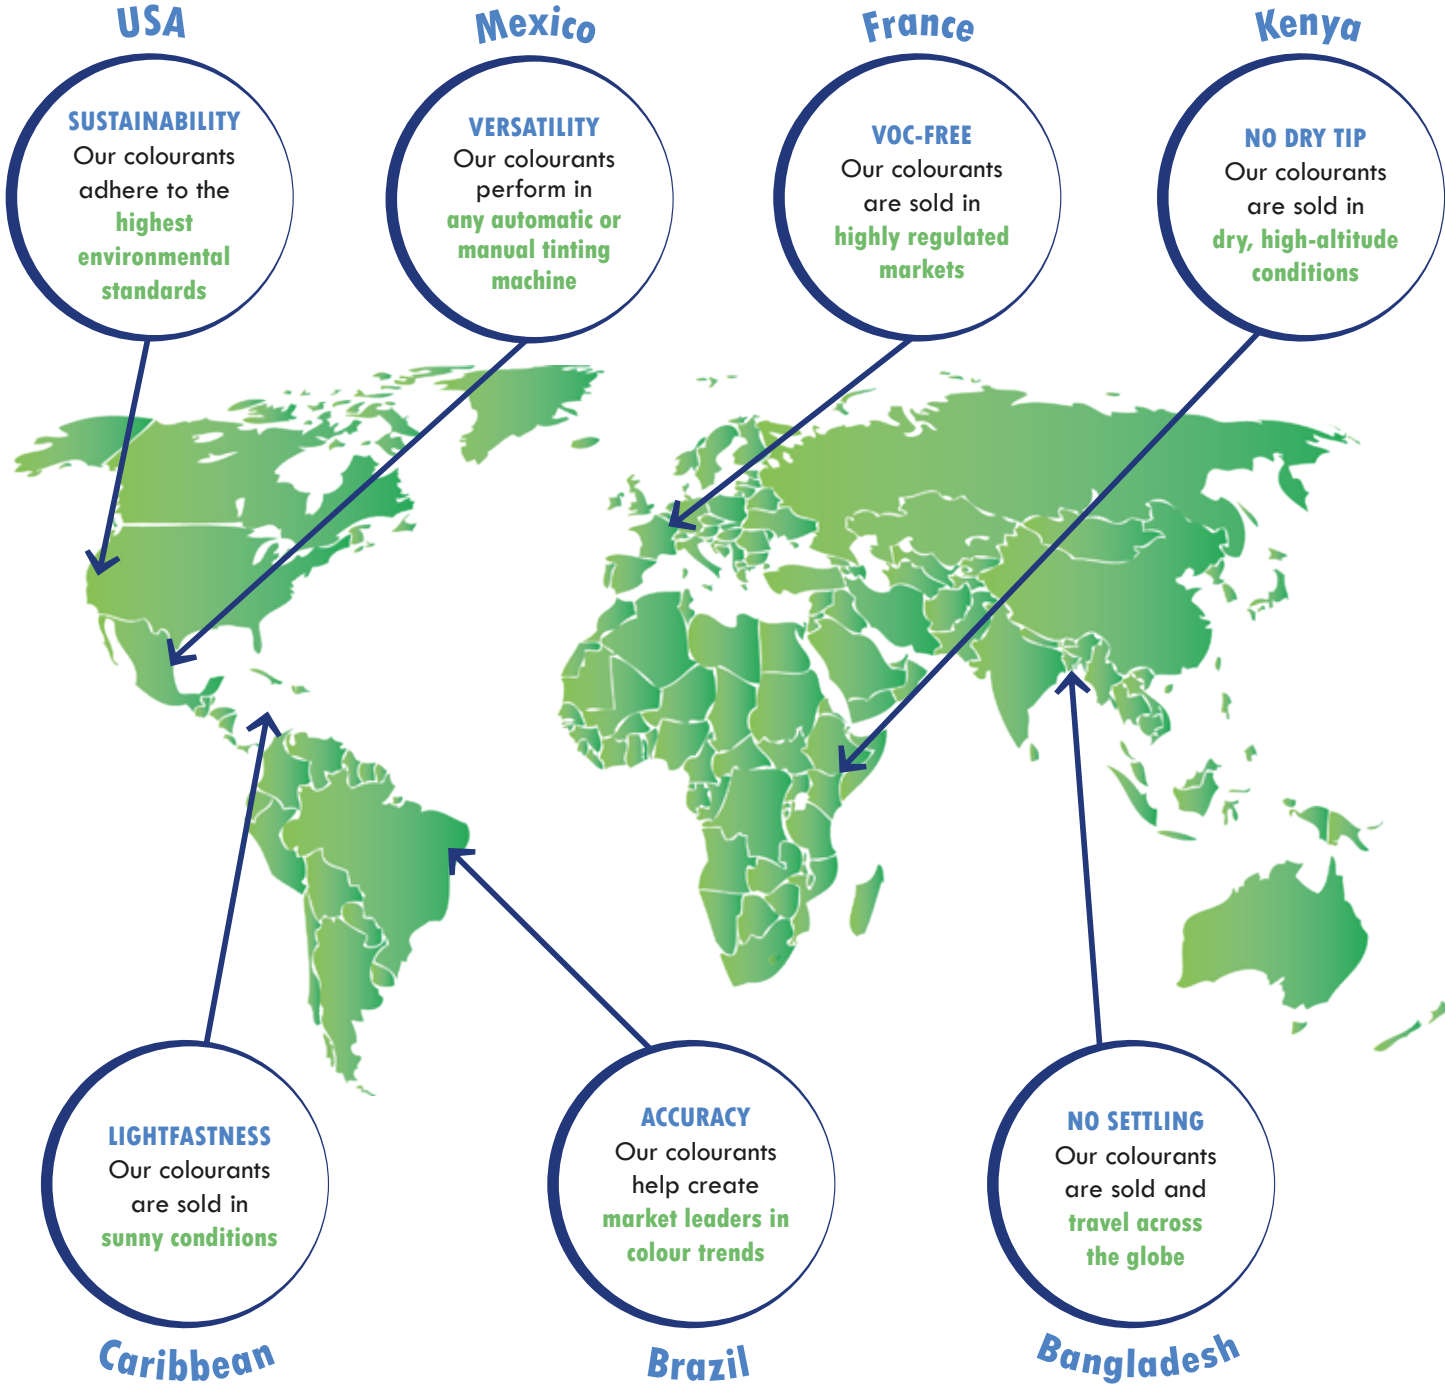 USA
SUSTAINABILITY
Our colourants
adhere to the
highest
environmental
standards
Mexico
VERSATILITY
Our colourants
perform in
any automatic or
manual tinting
machine
France
VOC-FREE
Our colourants
are sold in
highly regulated
markets
Kenya
NO DRY TIP
Our colourants
are sold in
dry, high-altitude
conditions
LIGHTFASTNESS
Our colourants
are sold in
sunny conditions
Caribbean
ACCURACY
Our colourants
help create
market leaders in
colour trends
Brazil
NO SETTLING
Our colourants
are sold and
travel across
the globe
Bangladesh